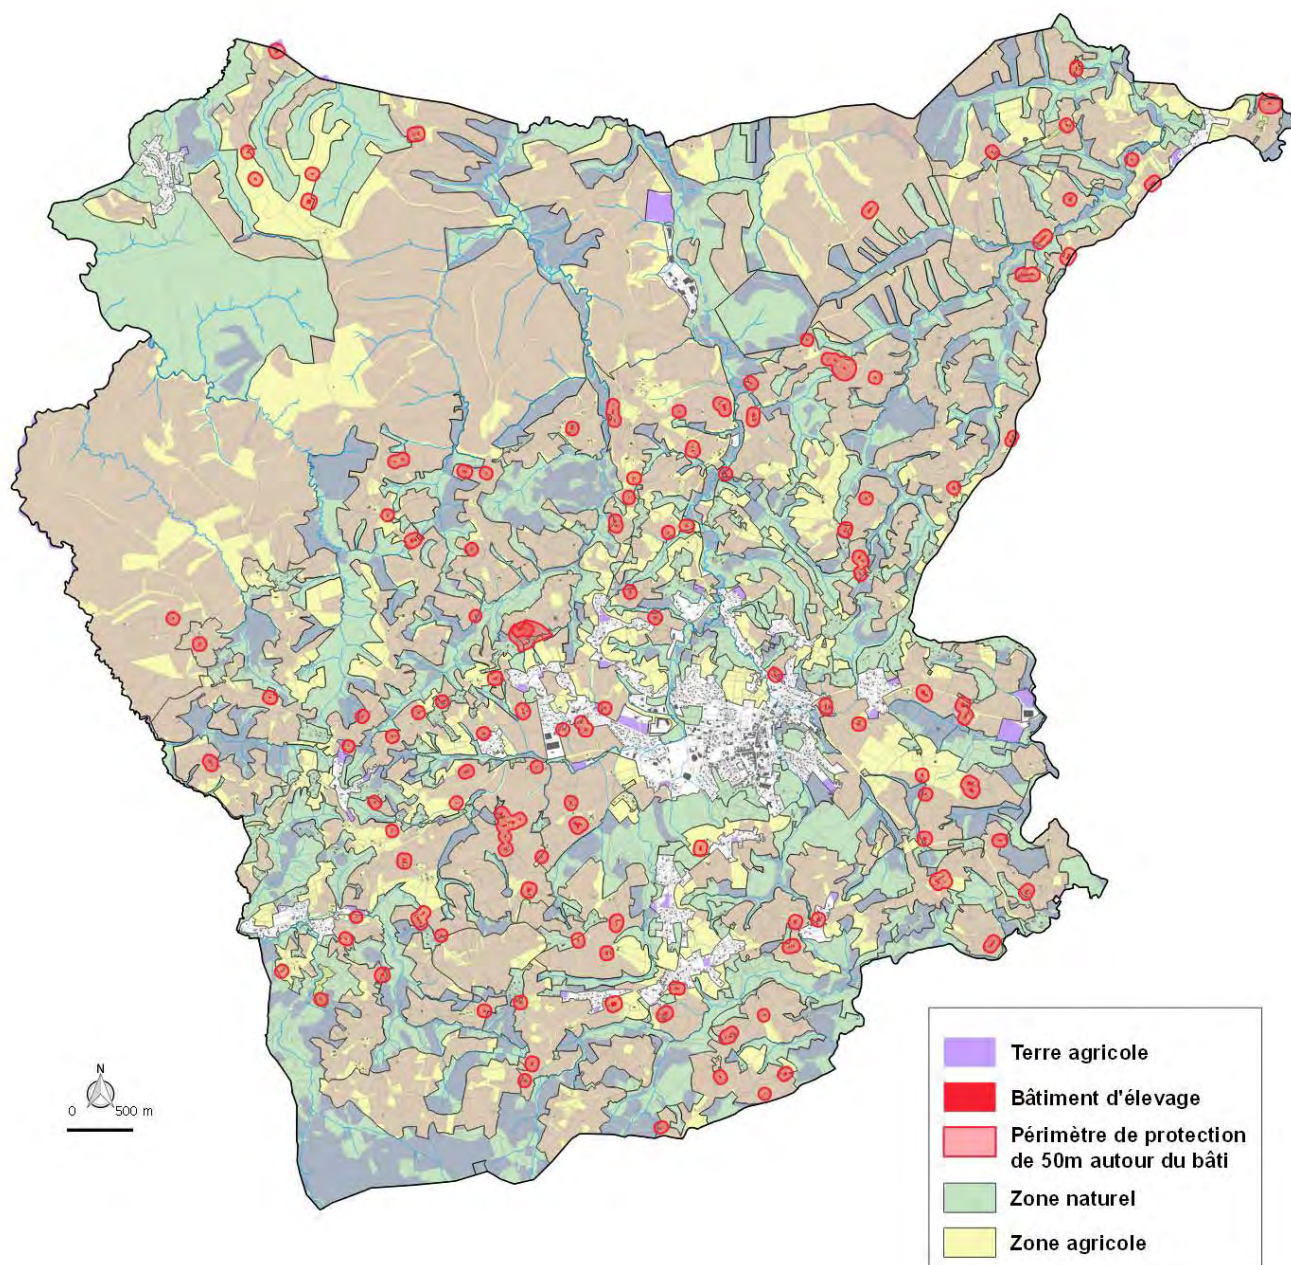 N
0 500 m
Terre agricole
Bâtiment d'élevage
Périmètre de protection
de 50m autour du bâti
Zone naturel
Zone agricole